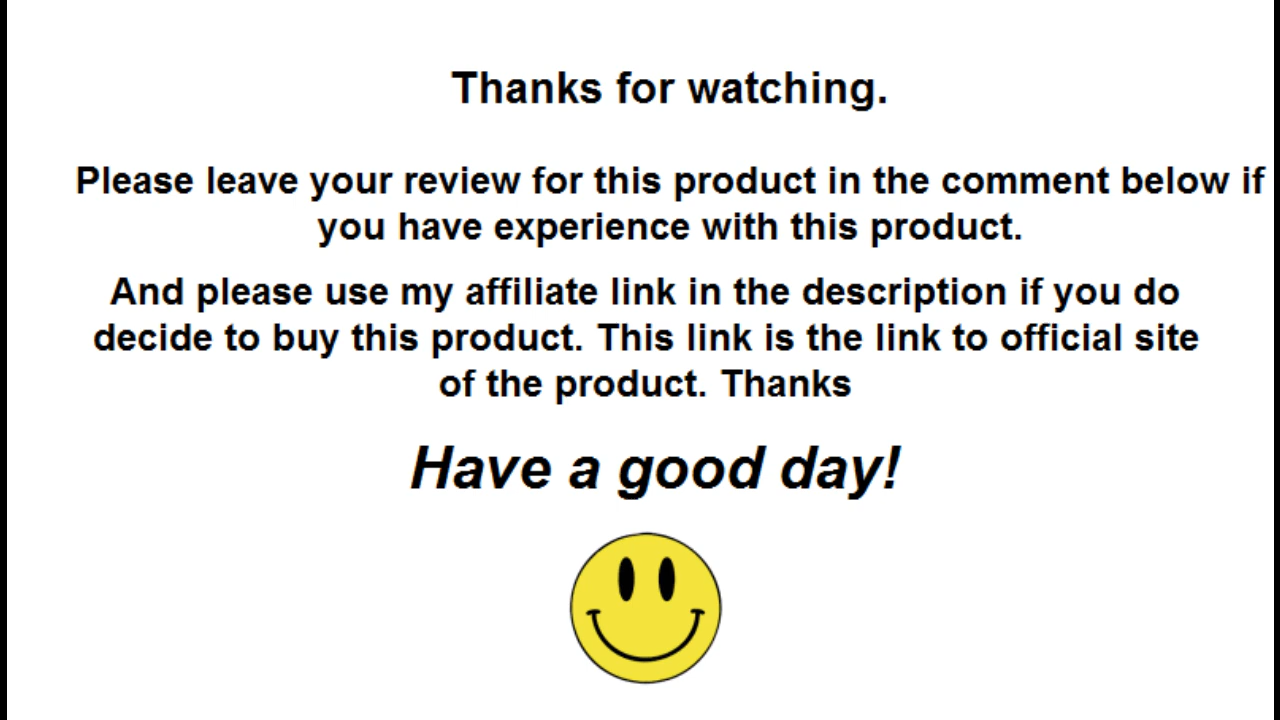 Thanks for watching.
Please leave your review for this product in the comment below if
you have experience with this product.
And please use my affiliate link in the description if you do
decide to buy this product. This link is the link to official site
of the product. Thanks
Have a good day!